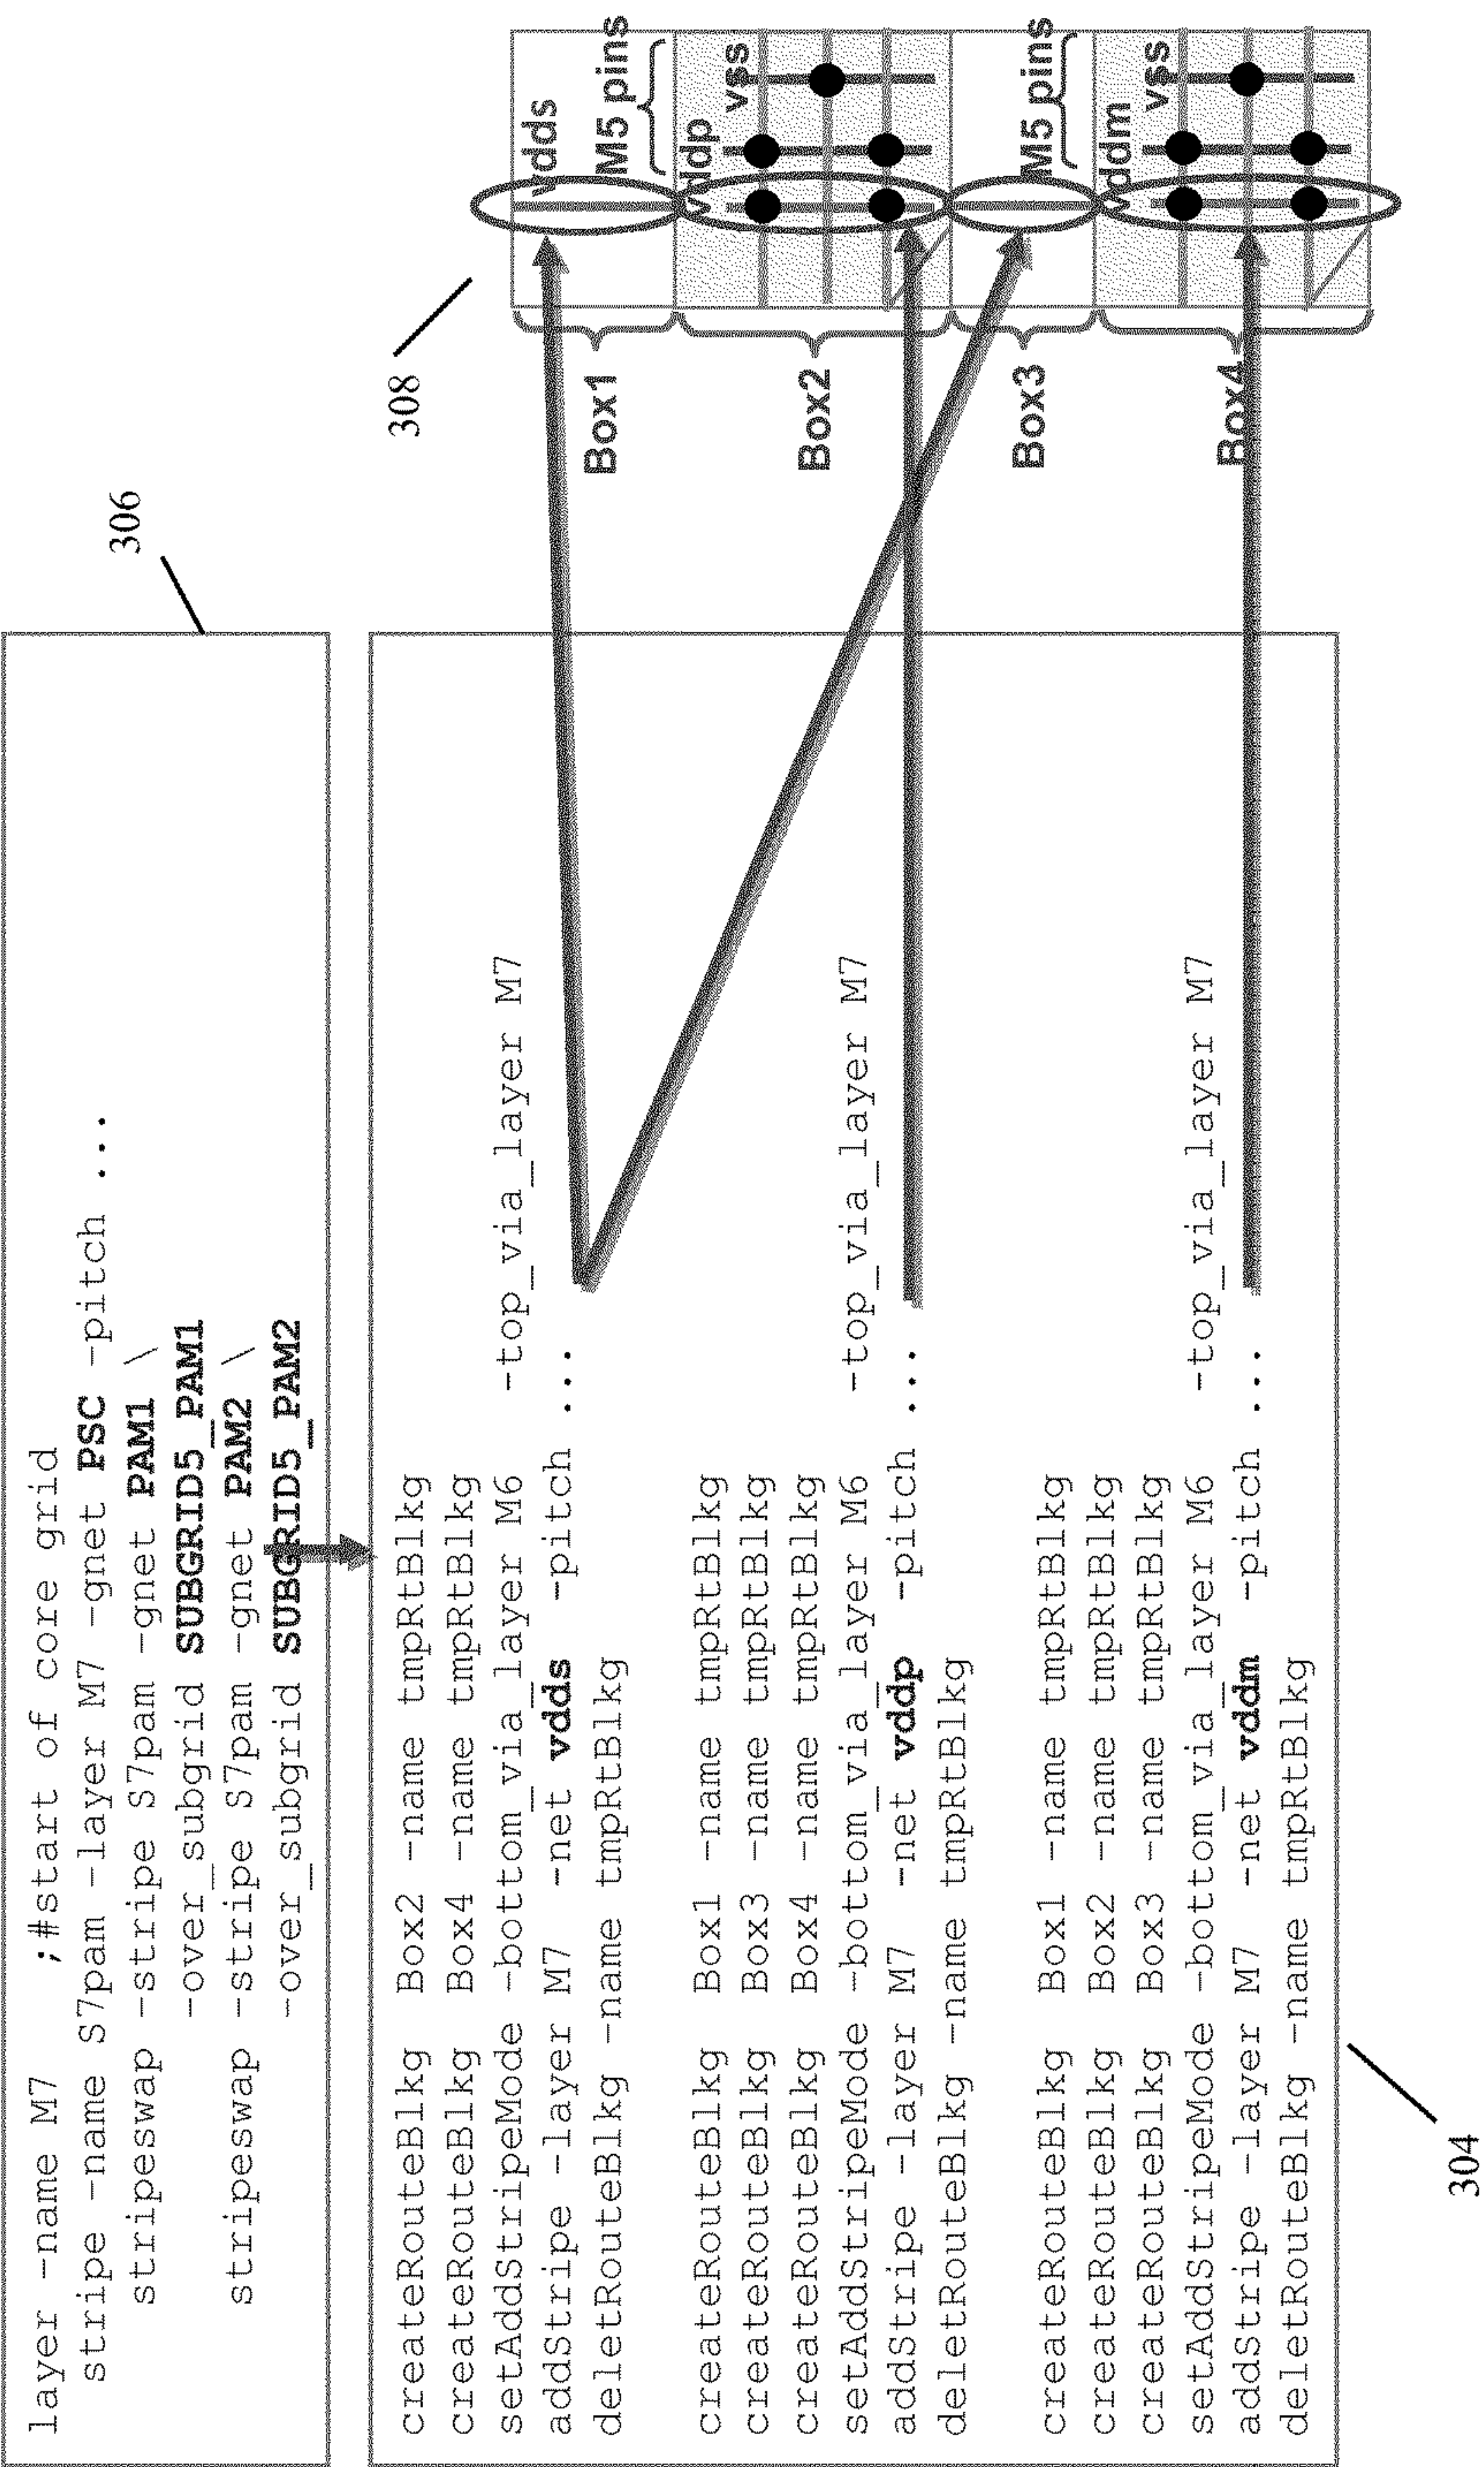 306
layer -name M7 ;#start of core grid
stripe -name S7pam -layer M7 -gnet PSC -pitch ...
stripeswap -stripe S7pam -gnet PAM1 \
-over_subgrid SUBGRID5_PAM1
stripeswap -stripe S7pam -gnet PAM2 \
-over_subgrid SUBGRID5_PAM2
304
createRouteBlkg Box2 -name tmpRtBlkg
createRouteBlkg Box4 -name tmpRtBlkg
setAddStripeMode -bottom_via_layer M6 -top_via_layer M7
addStripe -layer M7 -net vdds -pitch ...
deletRouteBlkg -name tmpRtBlkg
createRouteBlkg Box1 -name tmpRtBlkg
createRouteBlkg Box3 -name tmpRtBlkg
createRouteBlkg Box4 -name tmpRtBlkg
setAddStripeMode -bottom_via_layer M6 -top_via_layer M7
addStripe -layer M7 -net vddp -pitch ...
deletRouteBlkg -name tmpRtBlkg
createRouteBlkg Box1 -name tmpRtBlkg
createRouteBlkg Box2 -name tmpRtBlkg
createRouteBlkg Box3 -name tmpRtBlkg
setAddStripeMode -bottom_via_layer M6 -top_via_layer M7
addStripe -layer M7 -net vddm -pitch ...
deletRouteBlkg -name tmpRtBlkg
308
Box1
vdds
M5 pins
Box2
vddp
vss
Box3
M5 pins
Box4
vddm
vss